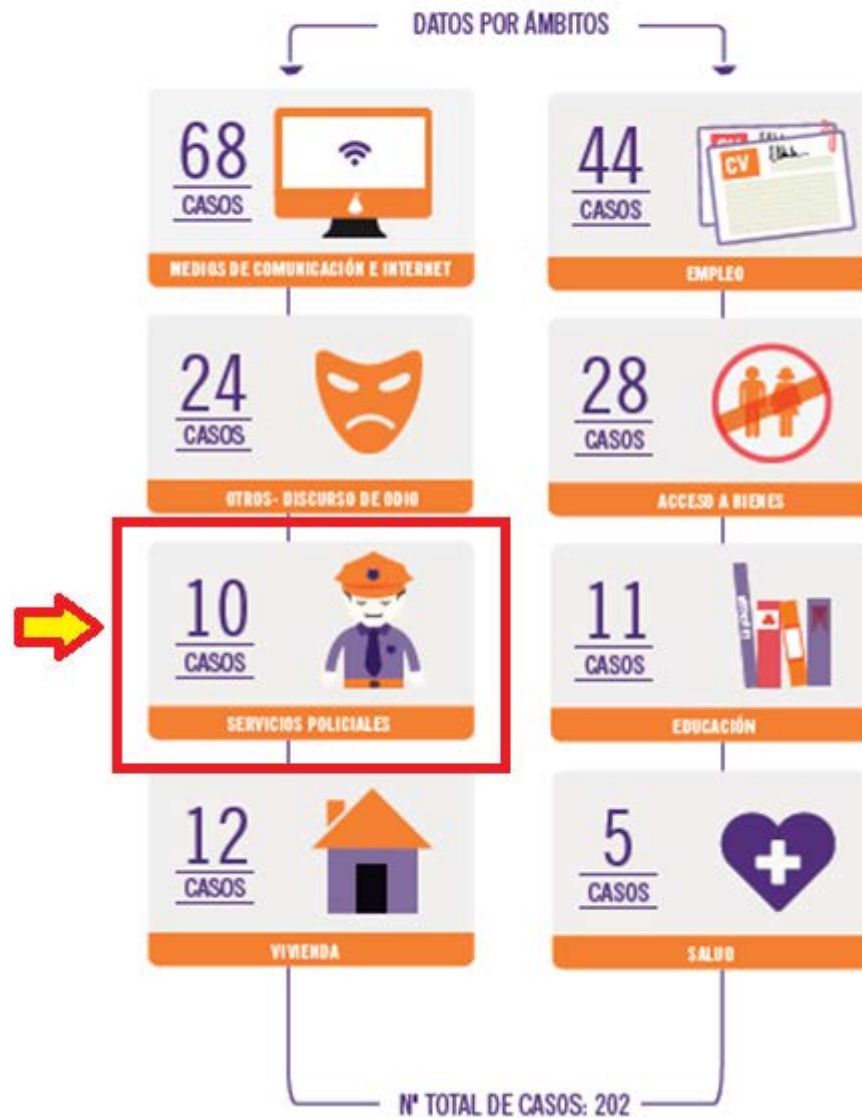 DATOS POR ÁMBITOS
68
CASOS
MEDIOS DE COMUNICACIÓN E INTERNET
44
CASOS
CV
EMPLEO
24
CASOS
OTROS- DISCURSO DE ODIO
28
CASOS
ACCESO A BIENES
10
CASOS
SERVICIOS POLICIALES
11
CASOS
EDUCACIÓN
12
CASOS
VIVIENDA
5
CASOS
SALUD
Nº TOTAL DE CASOS: 202